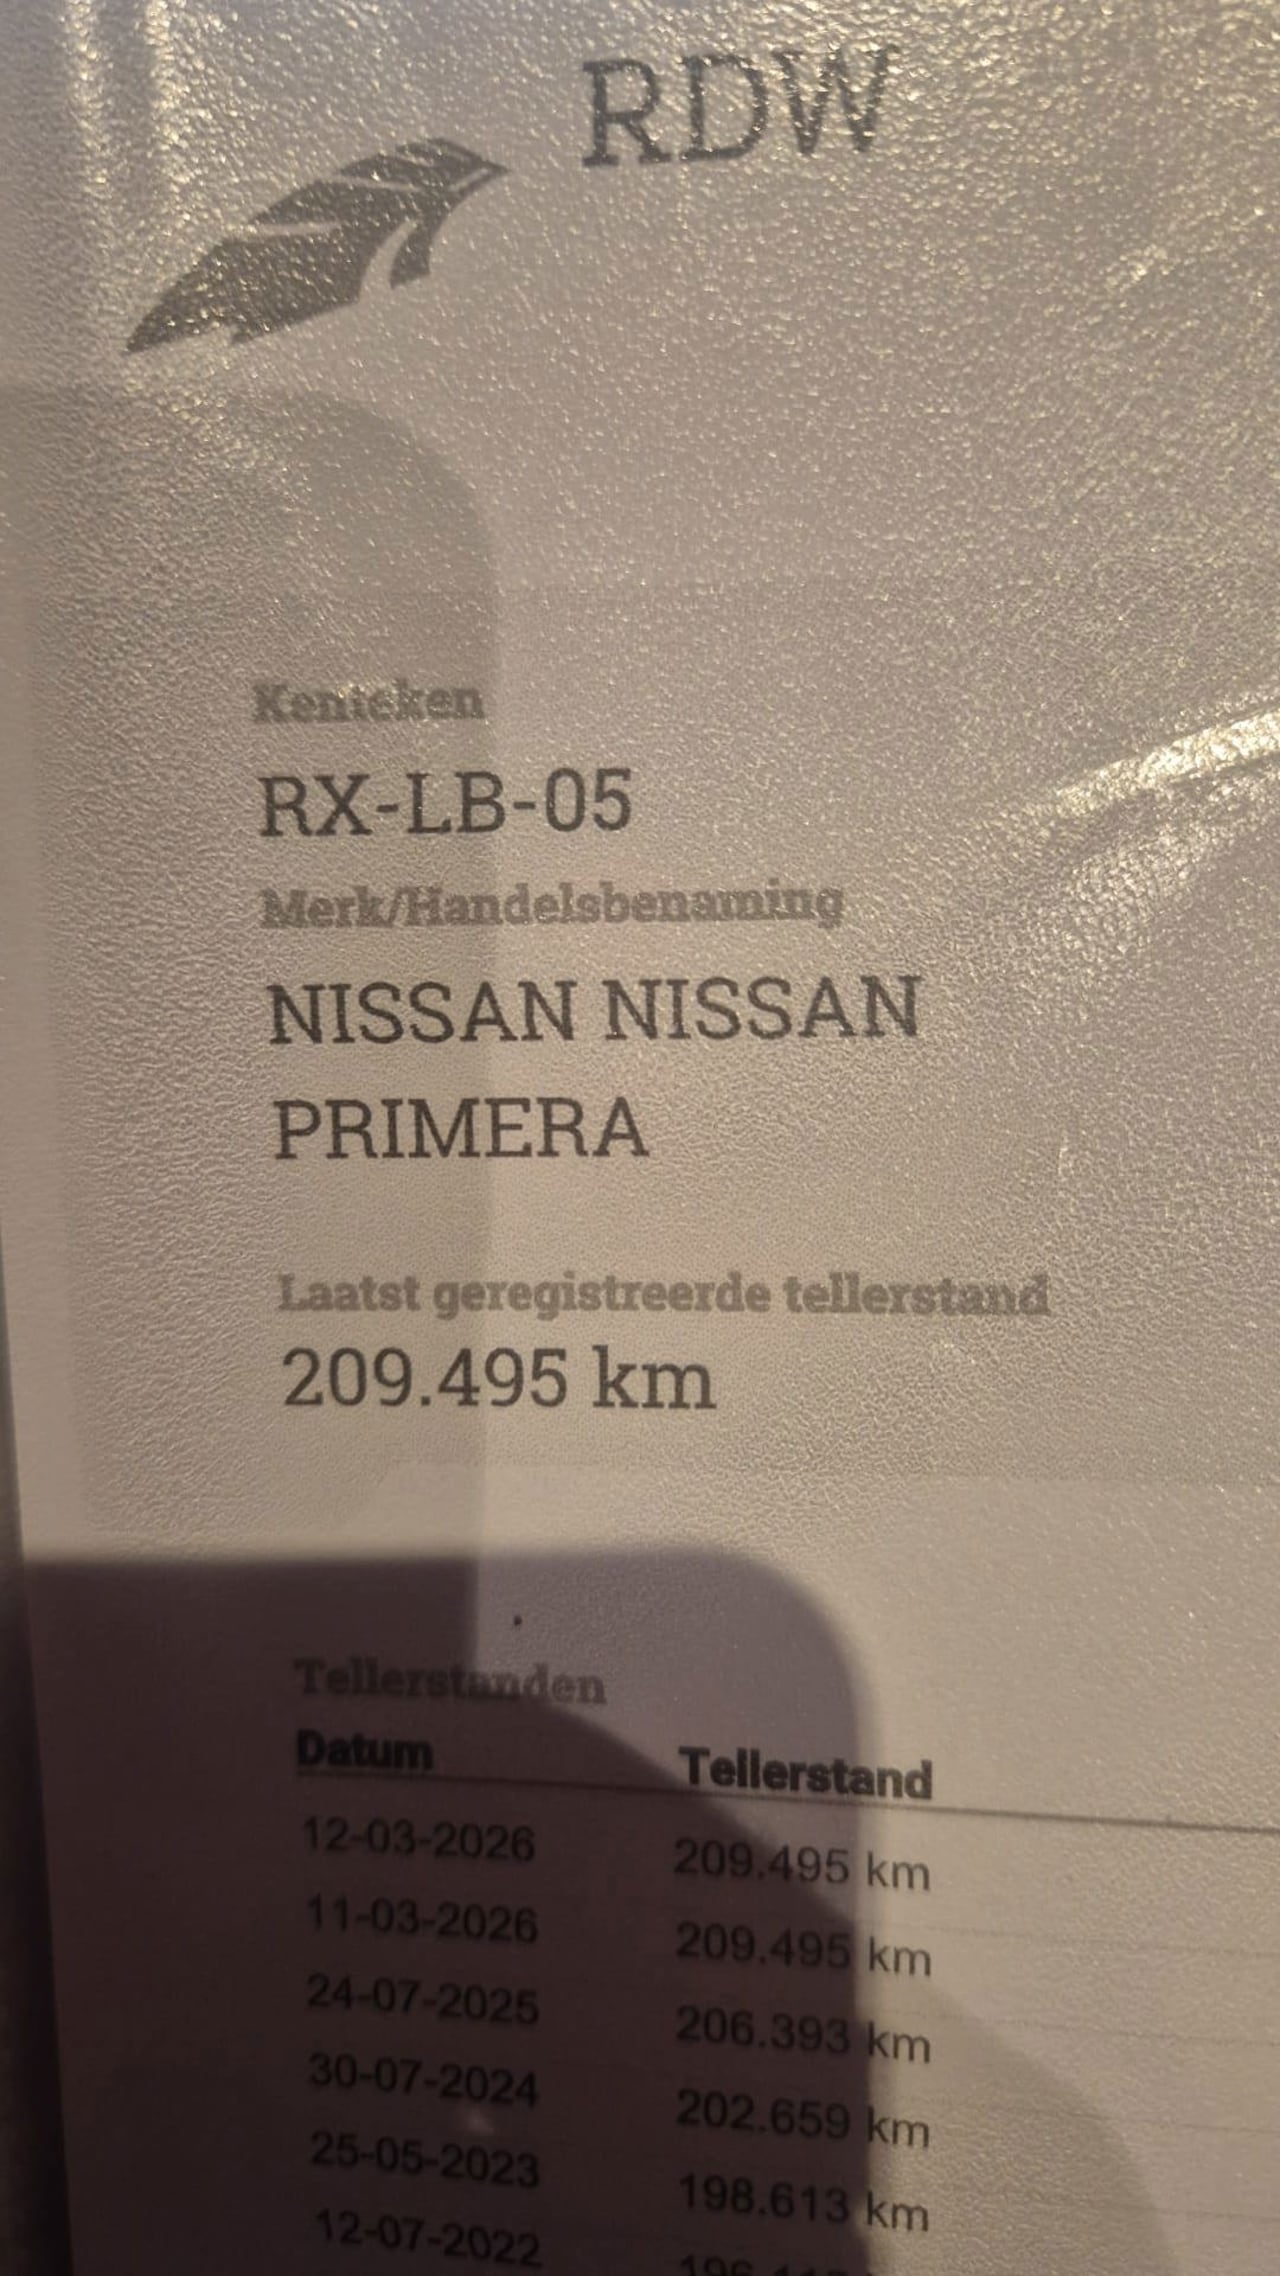 RDW
Kenteken
RX-LB-05
Merk/Handelsbenaming
NISSAN NISSAN
PRIMERA
Laatst geregistreerde tellerstand
209.495 km
Tellerstanden
Datum Tellerstand
12-03-2026 209.495 km
11-03-2026 209.495 km
24-07-2025 206.393 km
30-07-2024 202.659 km
25-05-2023 198.613 km
12-07-2022